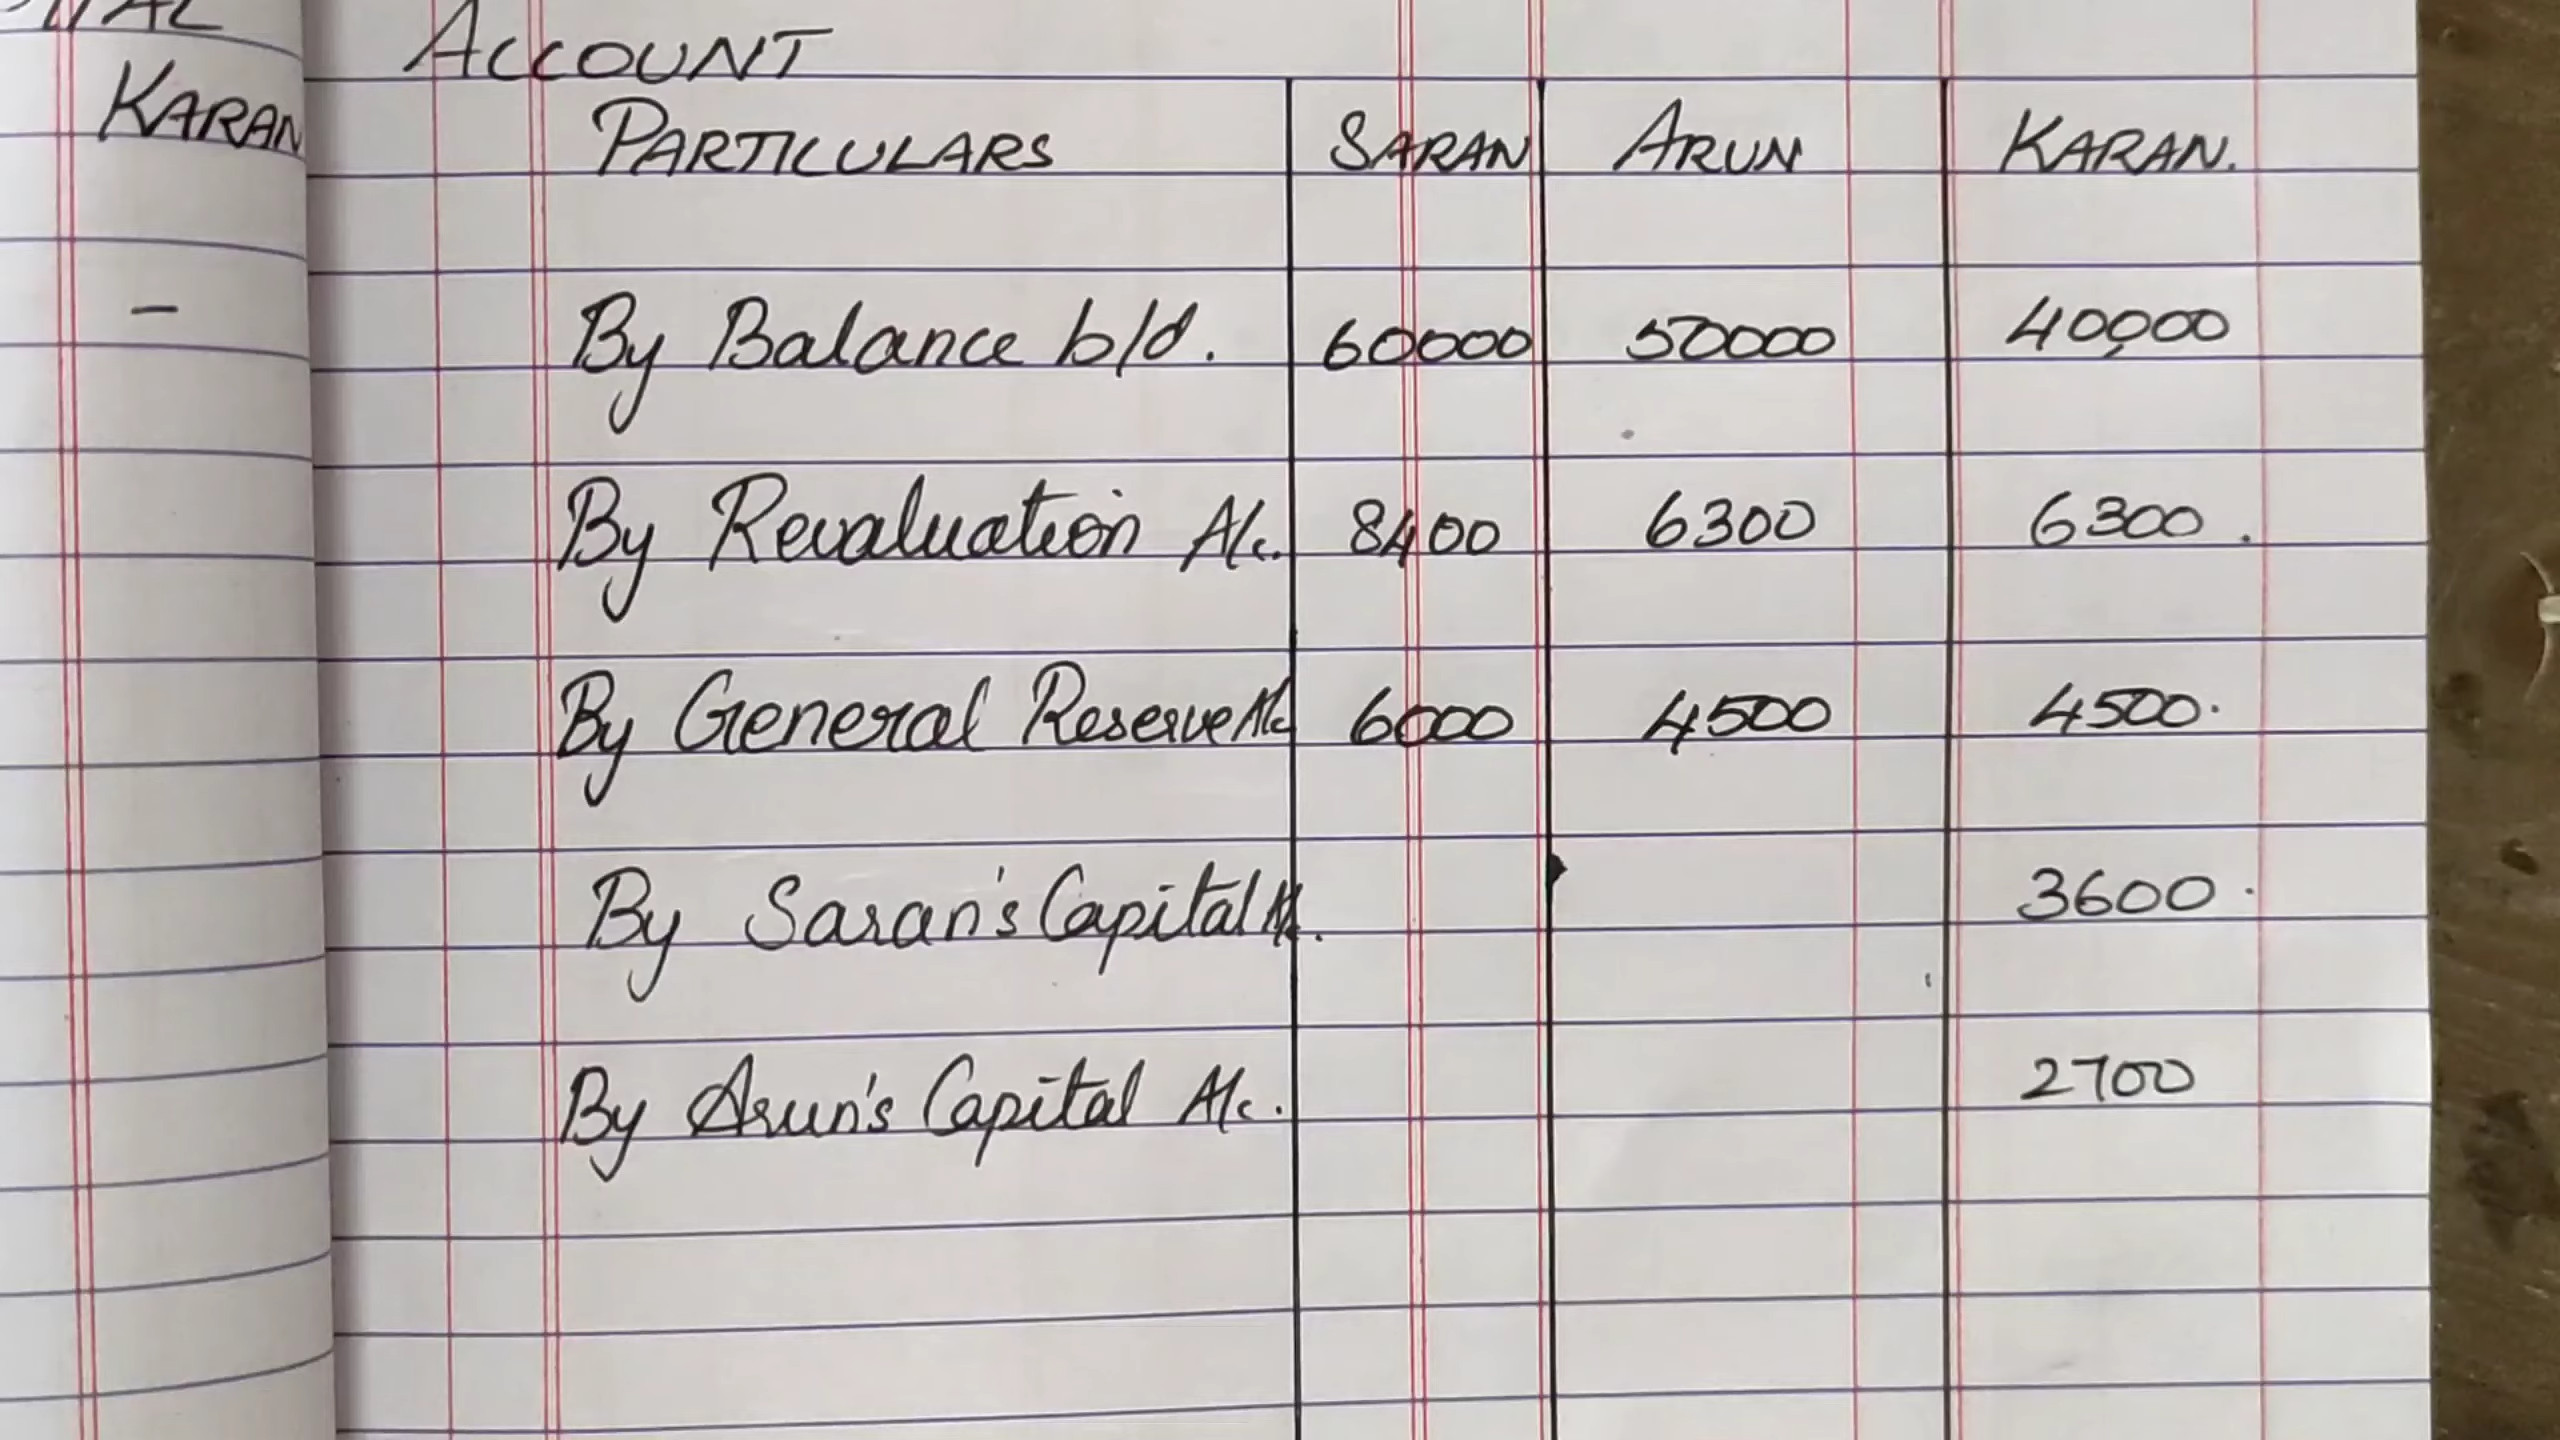 KARAN
–
ACCOUNT
PARTICULARS SARAN ARUN KARAN.
By Balance b/d. 60000 50000 40000
By Revaluation A/c. 8400 6300 6300.
By General Reserve A/c 6000 4500 4500.
By Saran's Capital A/c. 3600.
By Arun's Capital A/c. 2700